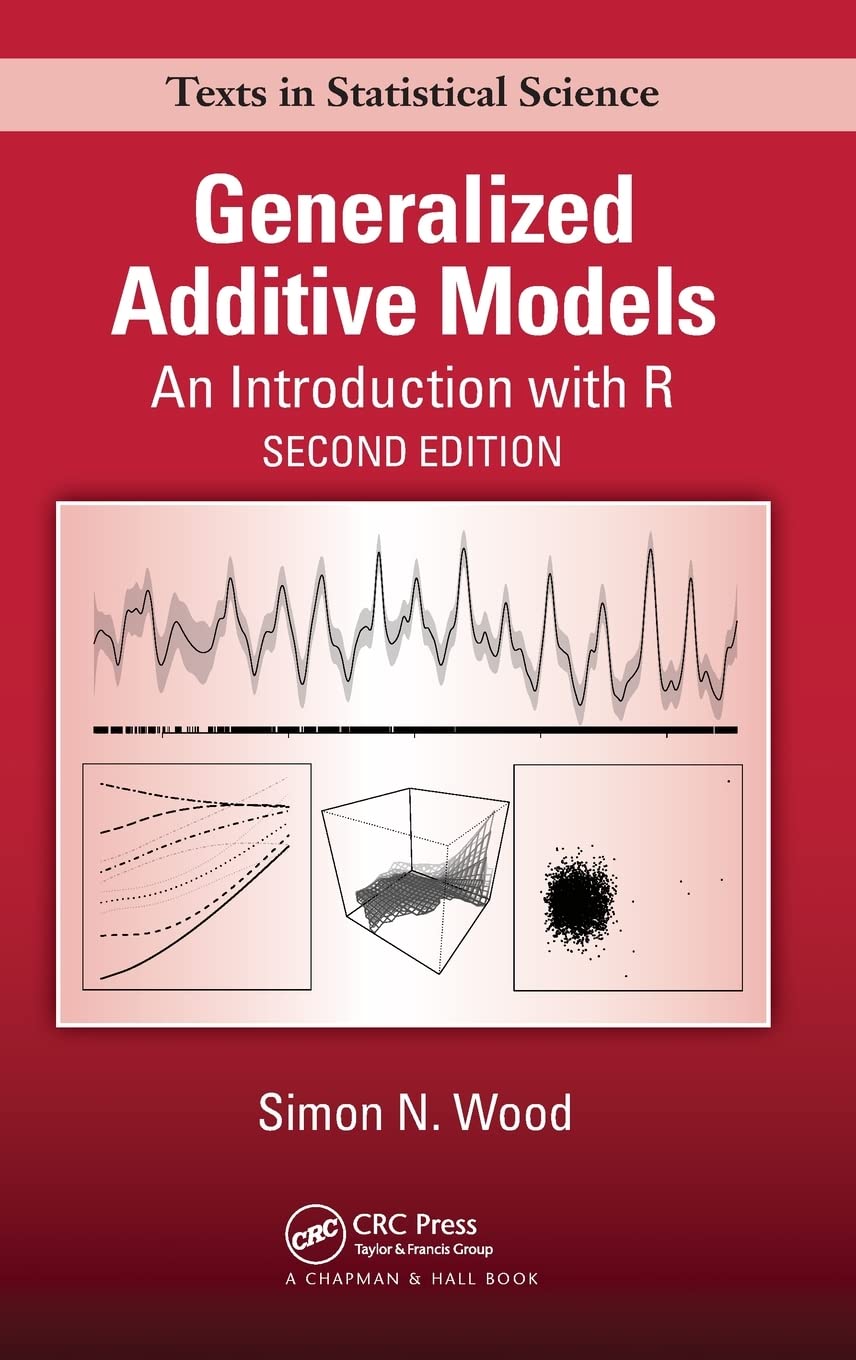 Texts in Statistical Science
Generalized
Additive Models
An Introduction with R
SECOND EDITION
Simon N. Wood
CRC
CRC Press
Taylor & Francis Group
A CHAPMAN & HALL BOOK